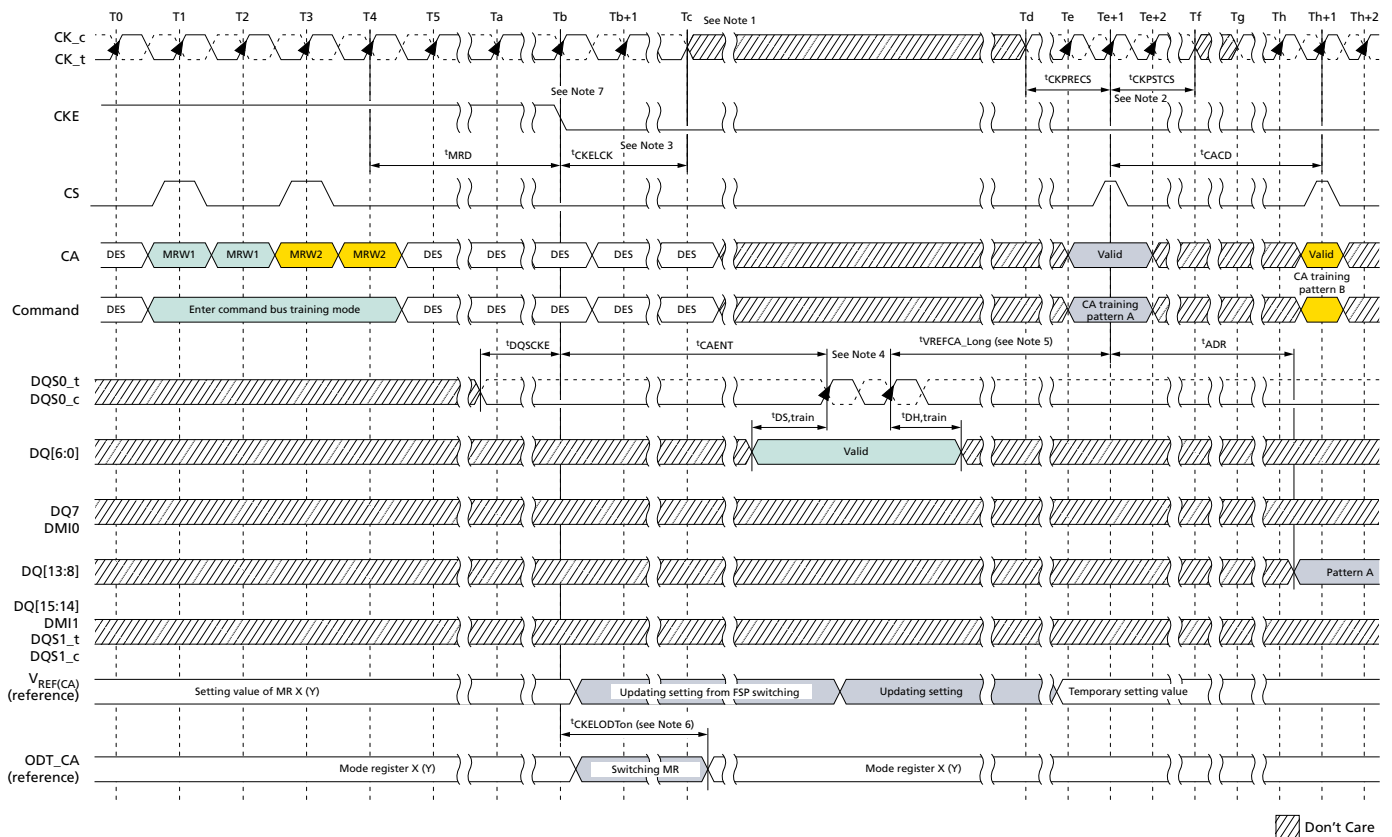 T0 T1 T2 T3 T4 T5 Ta Tb Tb+1 Tc See Note 1 Td Te Te+1 Te+2 Tf Tg Th Th+1 Th+2
CK_c
CK_t
tCKPRECS tCKPSTCS
See Note 7 See Note 2
CKE
See Note 3
tMRD tCKELCK tCACD
CS
CA DES MRW1 MRW1 MRW2 MRW2 DES DES DES DES DES Valid Valid
CA training
pattern B
Command DES Enter command bus training mode DES DES DES DES DES CA training
pattern A
tDQSCKE tCAENT See Note 4 tVREFCA_Long (see Note 5) tADR
DQS0_t
DQS0_c
tDS,train tDH,train
DQ[6:0] Valid
DQ7
DMI0
DQ[13:8] Pattern A
DQ[15:14]
DMI1
DQS1_t
DQS1_c
VREF(CA)
(reference) Setting value of MR X (Y) Updating setting from FSP switching Updating setting Temporary setting value
tCKELODTon (see Note 6)
ODT_CA
(reference) Mode register X (Y) Switching MR Mode register X (Y)
Don't Care